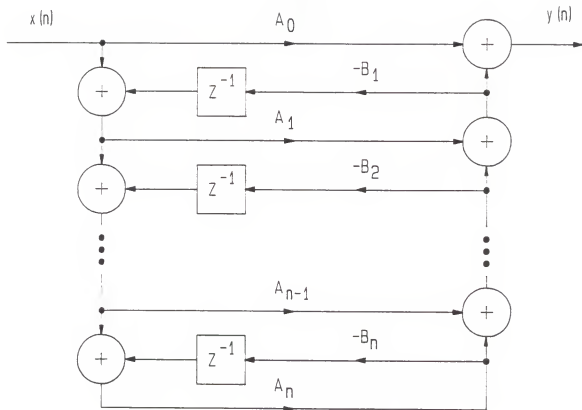 x (n) A₀ y (n)
+
-B₁
+ Z⁻¹
A₁
+
-B₂
+ Z⁻¹
Aₙ₋₁
+
-Bₙ
+ Z⁻¹
Aₙ